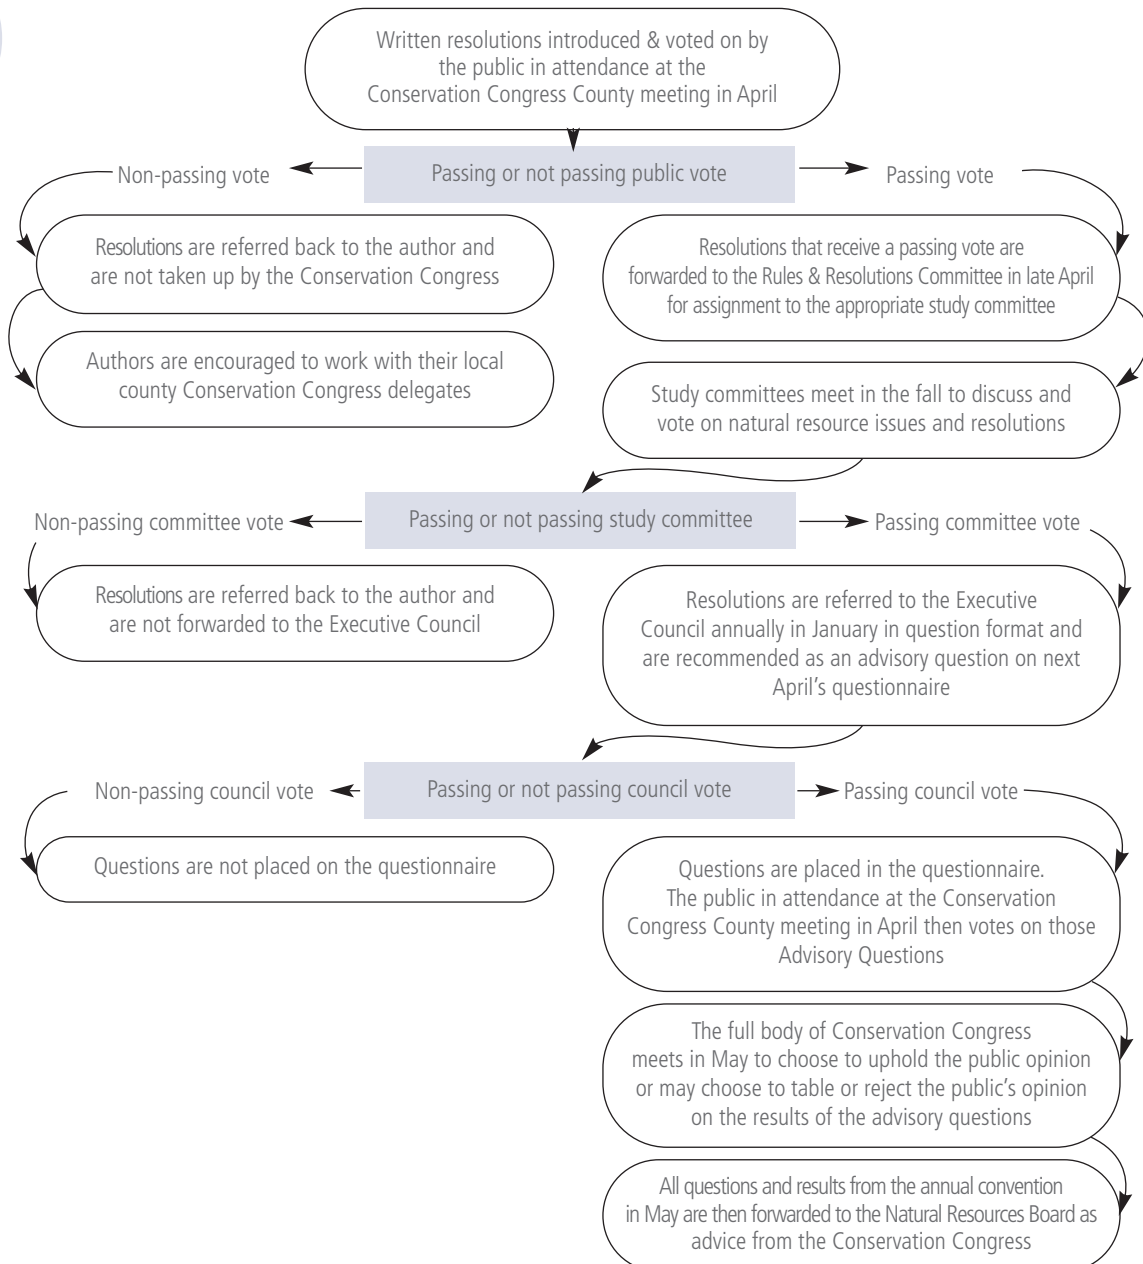 Written resolutions introduced & voted on by
the public in attendance at the
Conservation Congress County meeting in April
Non-passing vote
Passing or not passing public vote
Passing vote
Resolutions are referred back to the author and
are not taken up by the Conservation Congress
Authors are encouraged to work with their local
county Conservation Congress delegates
Resolutions that receive a passing vote are
forwarded to the Rules & Resolutions Committee in late April
for assignment to the appropriate study committee
Study committees meet in the fall to discuss and
vote on natural resource issues and resolutions
Non-passing committee vote
Passing or not passing study committee
Passing committee vote
Resolutions are referred back to the author and
are not forwarded to the Executive Council
Resolutions are referred to the Executive
Council annually in January in question format and
are recommended as an advisory question on next
April's questionnaire
Non-passing council vote
Passing or not passing council vote
Passing council vote
Questions are not placed on the questionnaire
Questions are placed in the questionnaire.
The public in attendance at the Conservation
Congress County meeting in April then votes on those
Advisory Questions
The full body of Conservation Congress
meets in May to choose to uphold the public opinion
or may choose to table or reject the public's opinion
on the results of the advisory questions
All questions and results from the annual convention
in May are then forwarded to the Natural Resources Board as
advice from the Conservation Congress